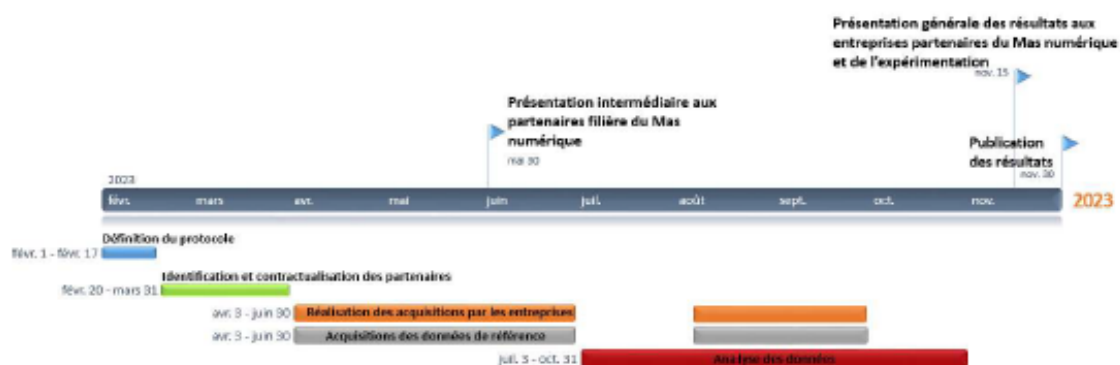 Présentation générale des résultats aux
entreprises partenaires du Mas numérique
et de l'expérimentation
nov. 15
Présentation intermédiaire aux
partenaires filière du Mas
numérique
mai 30
Publication
des résultats
nov. 30
2023
févr. mars avr. mai juin juil. août sept. oct. nov.
2023
Définition du protocole
févr. 1 - févr. 17
Identification et contractualisation des partenaires
févr. 20 - mars 31
avr. 3 - juin 30 Réalisation des acquisitions par les entreprises
avr. 3 - juin 30 Acquisitions des données de référence
juil. 3 - oct. 31 Analyse des données